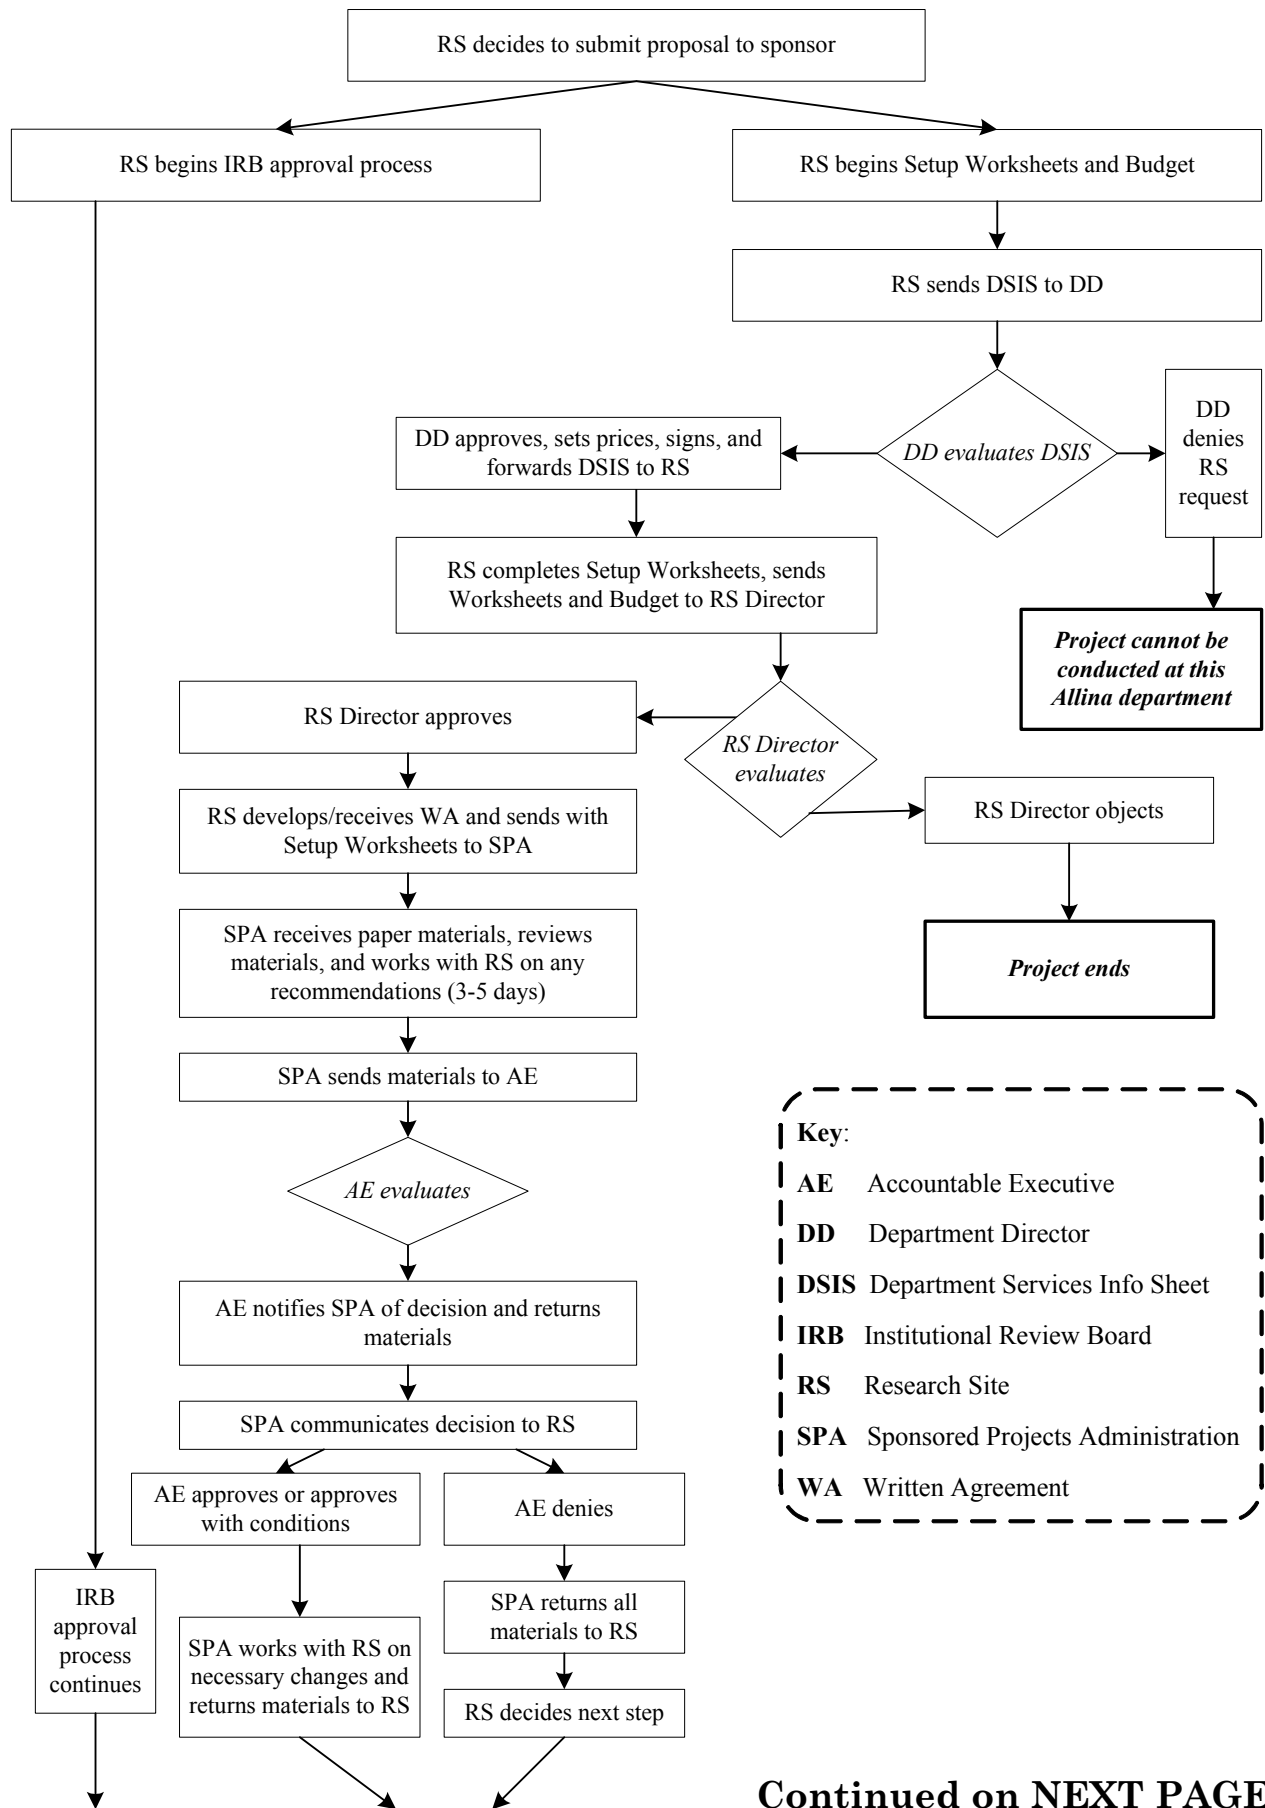 RS decides to submit proposal to sponsor
RS begins IRB approval process
RS begins Setup Worksheets and Budget
RS sends DSIS to DD
DD evaluates DSIS
DD
denies
RS
request
DD approves, sets prices, signs, and
forwards DSIS to RS
RS completes Setup Worksheets, sends
Worksheets and Budget to RS Director
Project cannot be
conducted at this
Allina department
RS Director approves
RS Director
evaluates
RS Director objects
RS develops/receives WA and sends with
Setup Worksheets to SPA
SPA receives paper materials, reviews
materials, and works with RS on any
recommendations (3-5 days)
Project ends
SPA sends materials to AE
AE evaluates
AE notifies SPA of decision and returns
materials
SPA communicates decision to RS
AE approves or approves
with conditions
AE denies
IRB
approval
process
continues
SPA works with RS on
necessary changes and
returns materials to RS
SPA returns all
materials to RS
RS decides next step
Key:
AE Accountable Executive
DD Department Director
DSIS Department Services Info Sheet
IRB Institutional Review Board
RS Research Site
SPA Sponsored Projects Administration
WA Written Agreement
Continued on NEXT PAGE